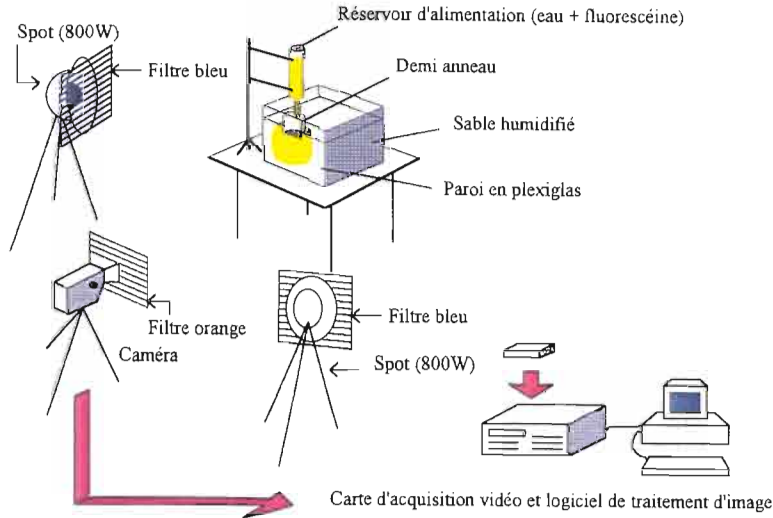 Réservoir d'alimentation (eau + fluorescéine)
Spot (800W)
Filtre bleu
Demi anneau
Sable humidifié
Paroi en plexiglas
Filtre orange
Caméra
Filtre bleu
Spot (800W)
Carte d'acquisition vidéo et logiciel de traitement d'image